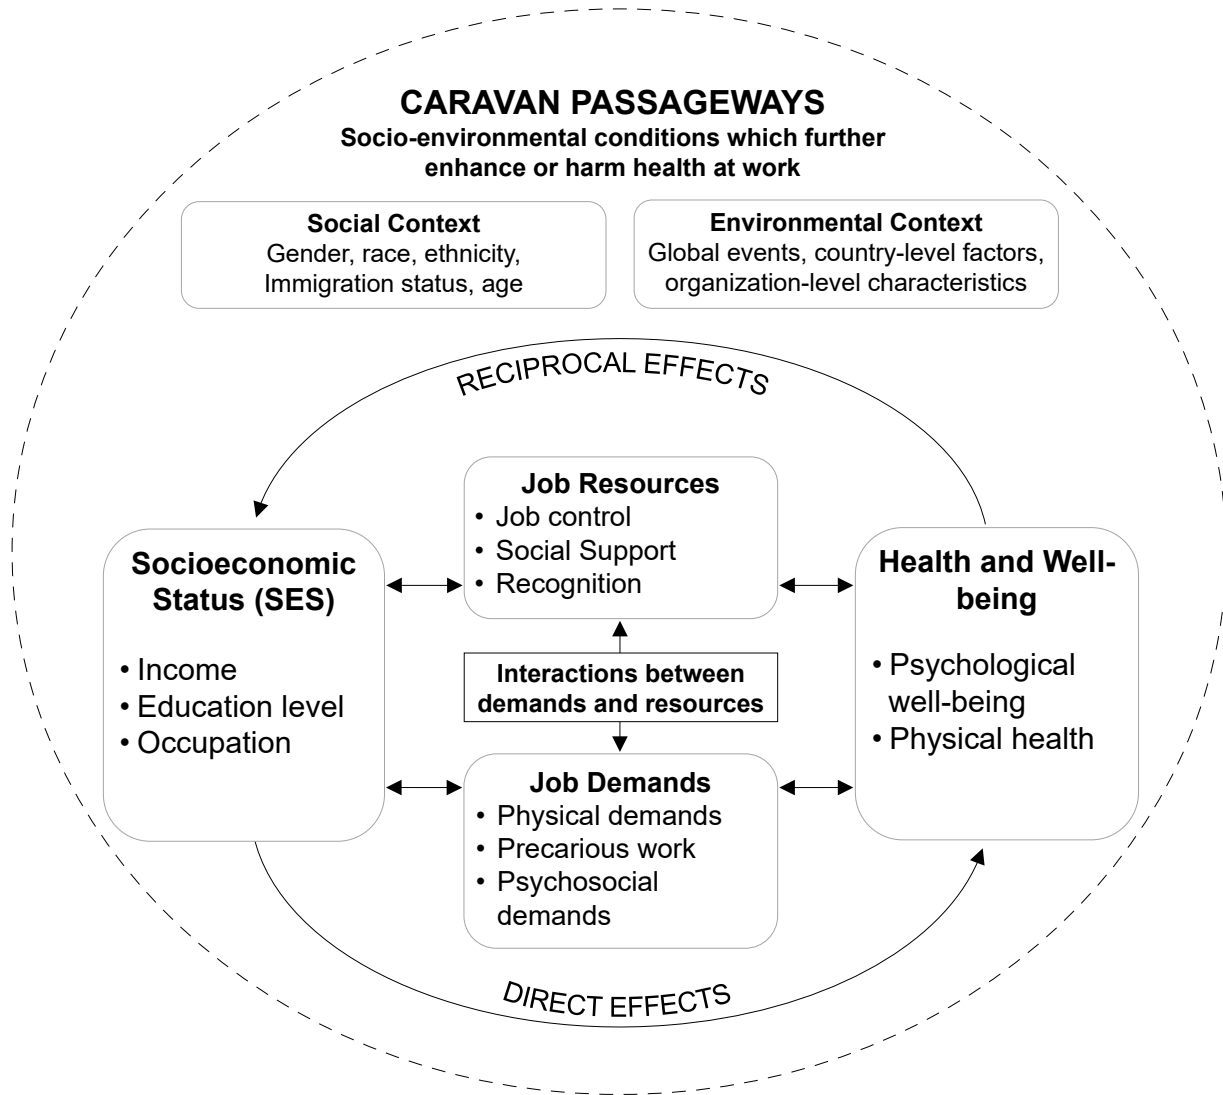 CARAVAN PASSAGEWAYS
Socio-environmental conditions which further
enhance or harm health at work
Social Context
Gender, race, ethnicity,
Immigration status, age
Environmental Context
Global events, country-level factors,
organization-level characteristics
RECIPROCAL EFFECTS
Socioeconomic
Status (SES)
• Income
• Education level
• Occupation
Job Resources
• Job control
• Social Support
• Recognition
Interactions between
demands and resources
Job Demands
• Physical demands
• Precarious work
• Psychosocial
demands
Health and Well-
being
• Psychological
well-being
• Physical health
DIRECT EFFECTS